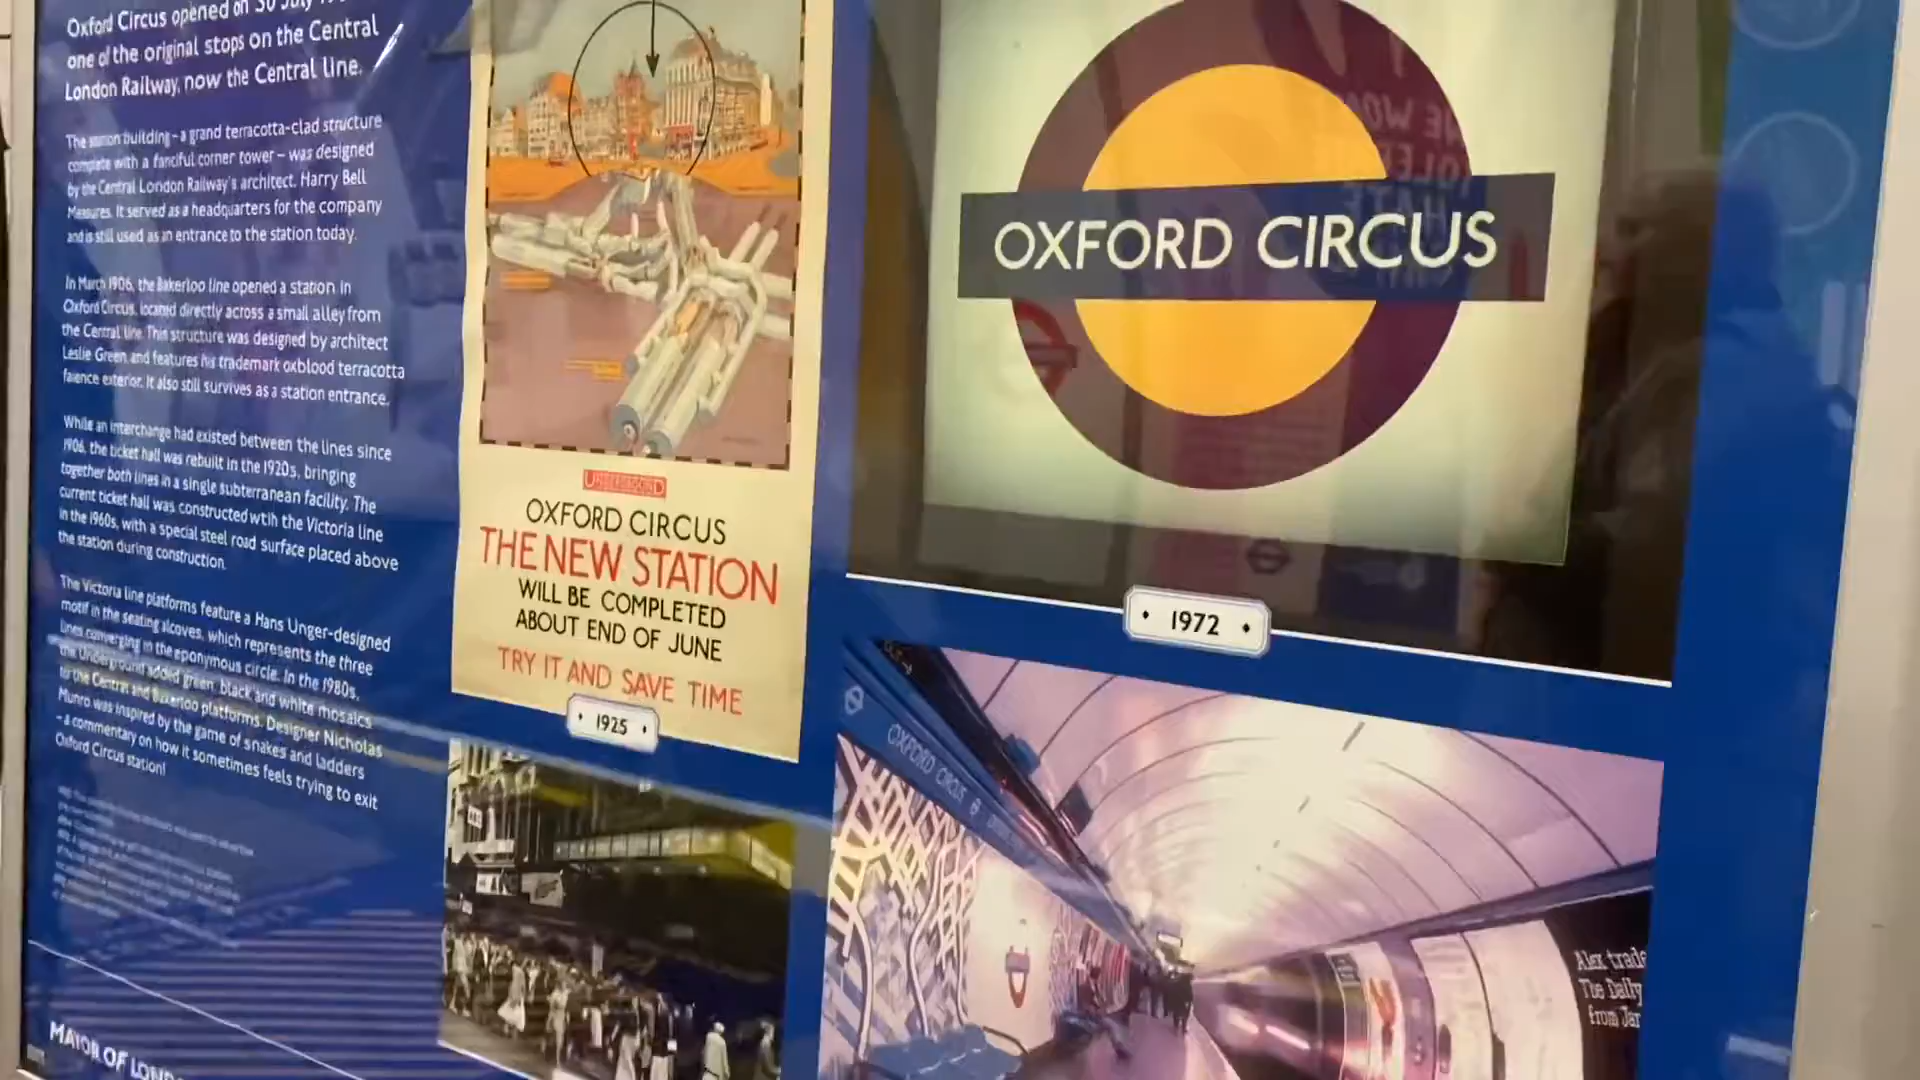 Oxford Circus opened on 30 July
one of the original stops on the Central
London Railway, now the Central line.
The station building – a grand terracotta-clad structure
complete with a fanciful corner tower – was designed
by the Central London Railway's architect, Harry Bell
Measures. It served as a headquarters for the company
and is still used as an entrance to the station today.
In March 1906, the Bakerloo line opened a station in
Oxford Circus, located directly across a small alley from
the Central line. This structure was designed by architect
Leslie Green and features his trademark oxblood terracotta
faience exterior. It also still survives as a station entrance.
While an interchange had existed between the lines since
1906, the ticket hall was rebuilt in the 1920s, bringing
together both lines in a single subterranean facility. The
current ticket hall was constructed wtih the Victoria line
in the 1960s, with a special steel road surface placed above
the station during construction.
The Victoria line platforms feature a Hans Unger-designed
motif in the seating alcoves, which represents the three
lines converging in the eponymous circle. In the 1980s,
the Underground added green, black and white mosaics
to the Central and Bakerloo platforms. Designer Nicholas
Munro was inspired by the game of snakes and ladders
– a commentary on how it sometimes feels trying to exit
Oxford Circus station!
MAYOR OF LOND
UNDERGROUND
OXFORD CIRCUS
THE NEW STATION
WILL BE COMPLETED
ABOUT END OF JUNE
TRY IT AND SAVE TIME
1925
OXFORD CIRCUS
1972
OXFORD CIRCUS
Alex trade
The Daily
from Jar